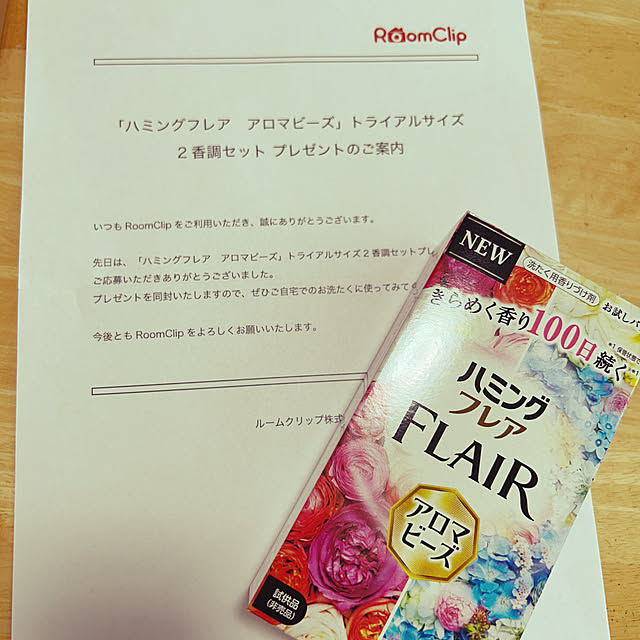 RoomClip
「ハミングフレア アロマビーズ」トライアルサイズ
2香調セット プレゼントのご案内
いつも RoomClip をご利用いただき、誠にありがとうございます。
先日は、「ハミングフレア アロマビーズ」トライアルサイズ2香調セットプレ
ご応募いただきありがとうございました。
プレゼントを同封いたしますので、ぜひご自宅でのお洗たくに使ってみてく
今後とも RoomClip をよろしくお願いいたします。
ルームクリップ株式
NEW
洗たく用香りづけ剤
お試し
きらめく香り100日続く
ハミング
フレア
FLAIR
アロマ
ビーズ
試供品
(非売品)